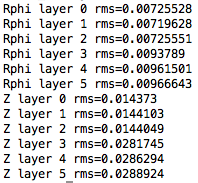 Rphi layer 0 rms=0.00725528
Rphi layer 1 rms=0.00719628
Rphi layer 2 rms=0.00725551
Rphi layer 3 rms=0.0093789
Rphi layer 4 rms=0.00961501
Rphi layer 5 rms=0.00966643
Z layer 0 rms=0.014373
Z layer 1 rms=0.0144103
Z layer 2 rms=0.0144049
Z layer 3 rms=0.0281745
Z layer 4 rms=0.0286294
Z layer 5_rms=0.0288924